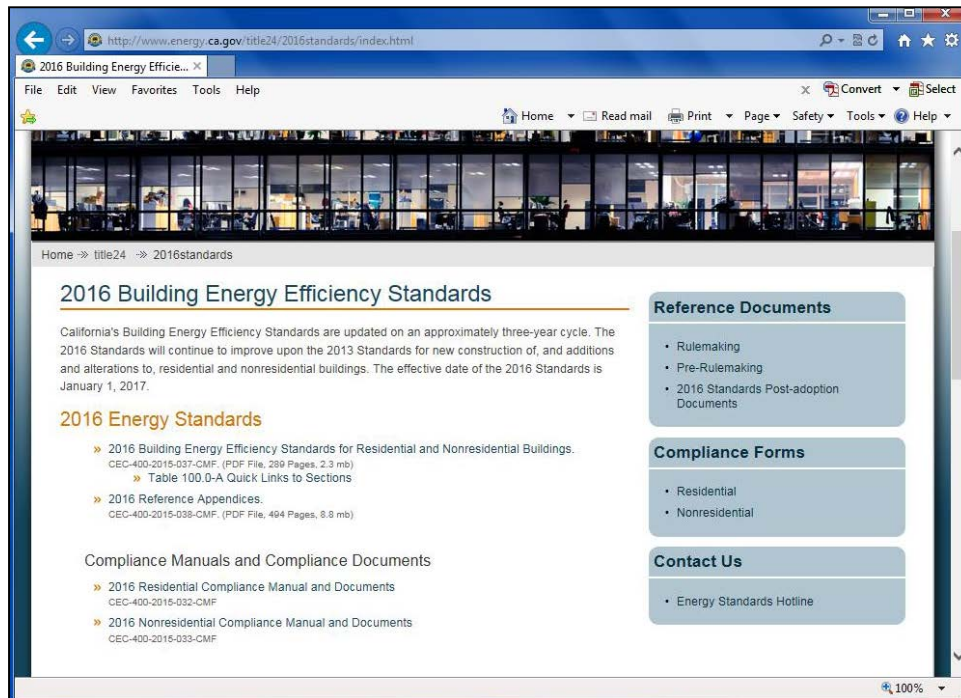 http://www.energy.ca.gov/title24/2016standards/index.html
2016 Building Energy Efficie...
File Edit View Favorites Tools Help
Convert Select
Home Read mail Print Page Safety Tools Help
Home title24 2016standards
2016 Building Energy Efficiency Standards
California's Building Energy Efficiency Standards are updated on an approximately three-year cycle. The
2016 Standards will continue to improve upon the 2013 Standards for new construction of, and additions
and alterations to, residential and nonresidential buildings. The effective date of the 2016 Standards is
January 1, 2017.
2016 Energy Standards
» 2016 Building Energy Efficiency Standards for Residential and Nonresidential Buildings.
CEC-400-2015-037-CMF. (PDF File, 289 Pages, 2.3 mb)
» Table 100.0-A Quick Links to Sections
» 2016 Reference Appendices.
CEC-400-2015-038-CMF. (PDF File, 494 Pages, 8.8 mb)
Compliance Manuals and Compliance Documents
» 2016 Residential Compliance Manual and Documents
CEC-400-2015-032-CMF
» 2016 Nonresidential Compliance Manual and Documents
CEC-400-2015-033-CMF
Reference Documents
• Rulemaking
• Pre-Rulemaking
• 2016 Standards Post-adoption
Documents
Compliance Forms
• Residential
• Nonresidential
Contact Us
• Energy Standards Hotline
100%